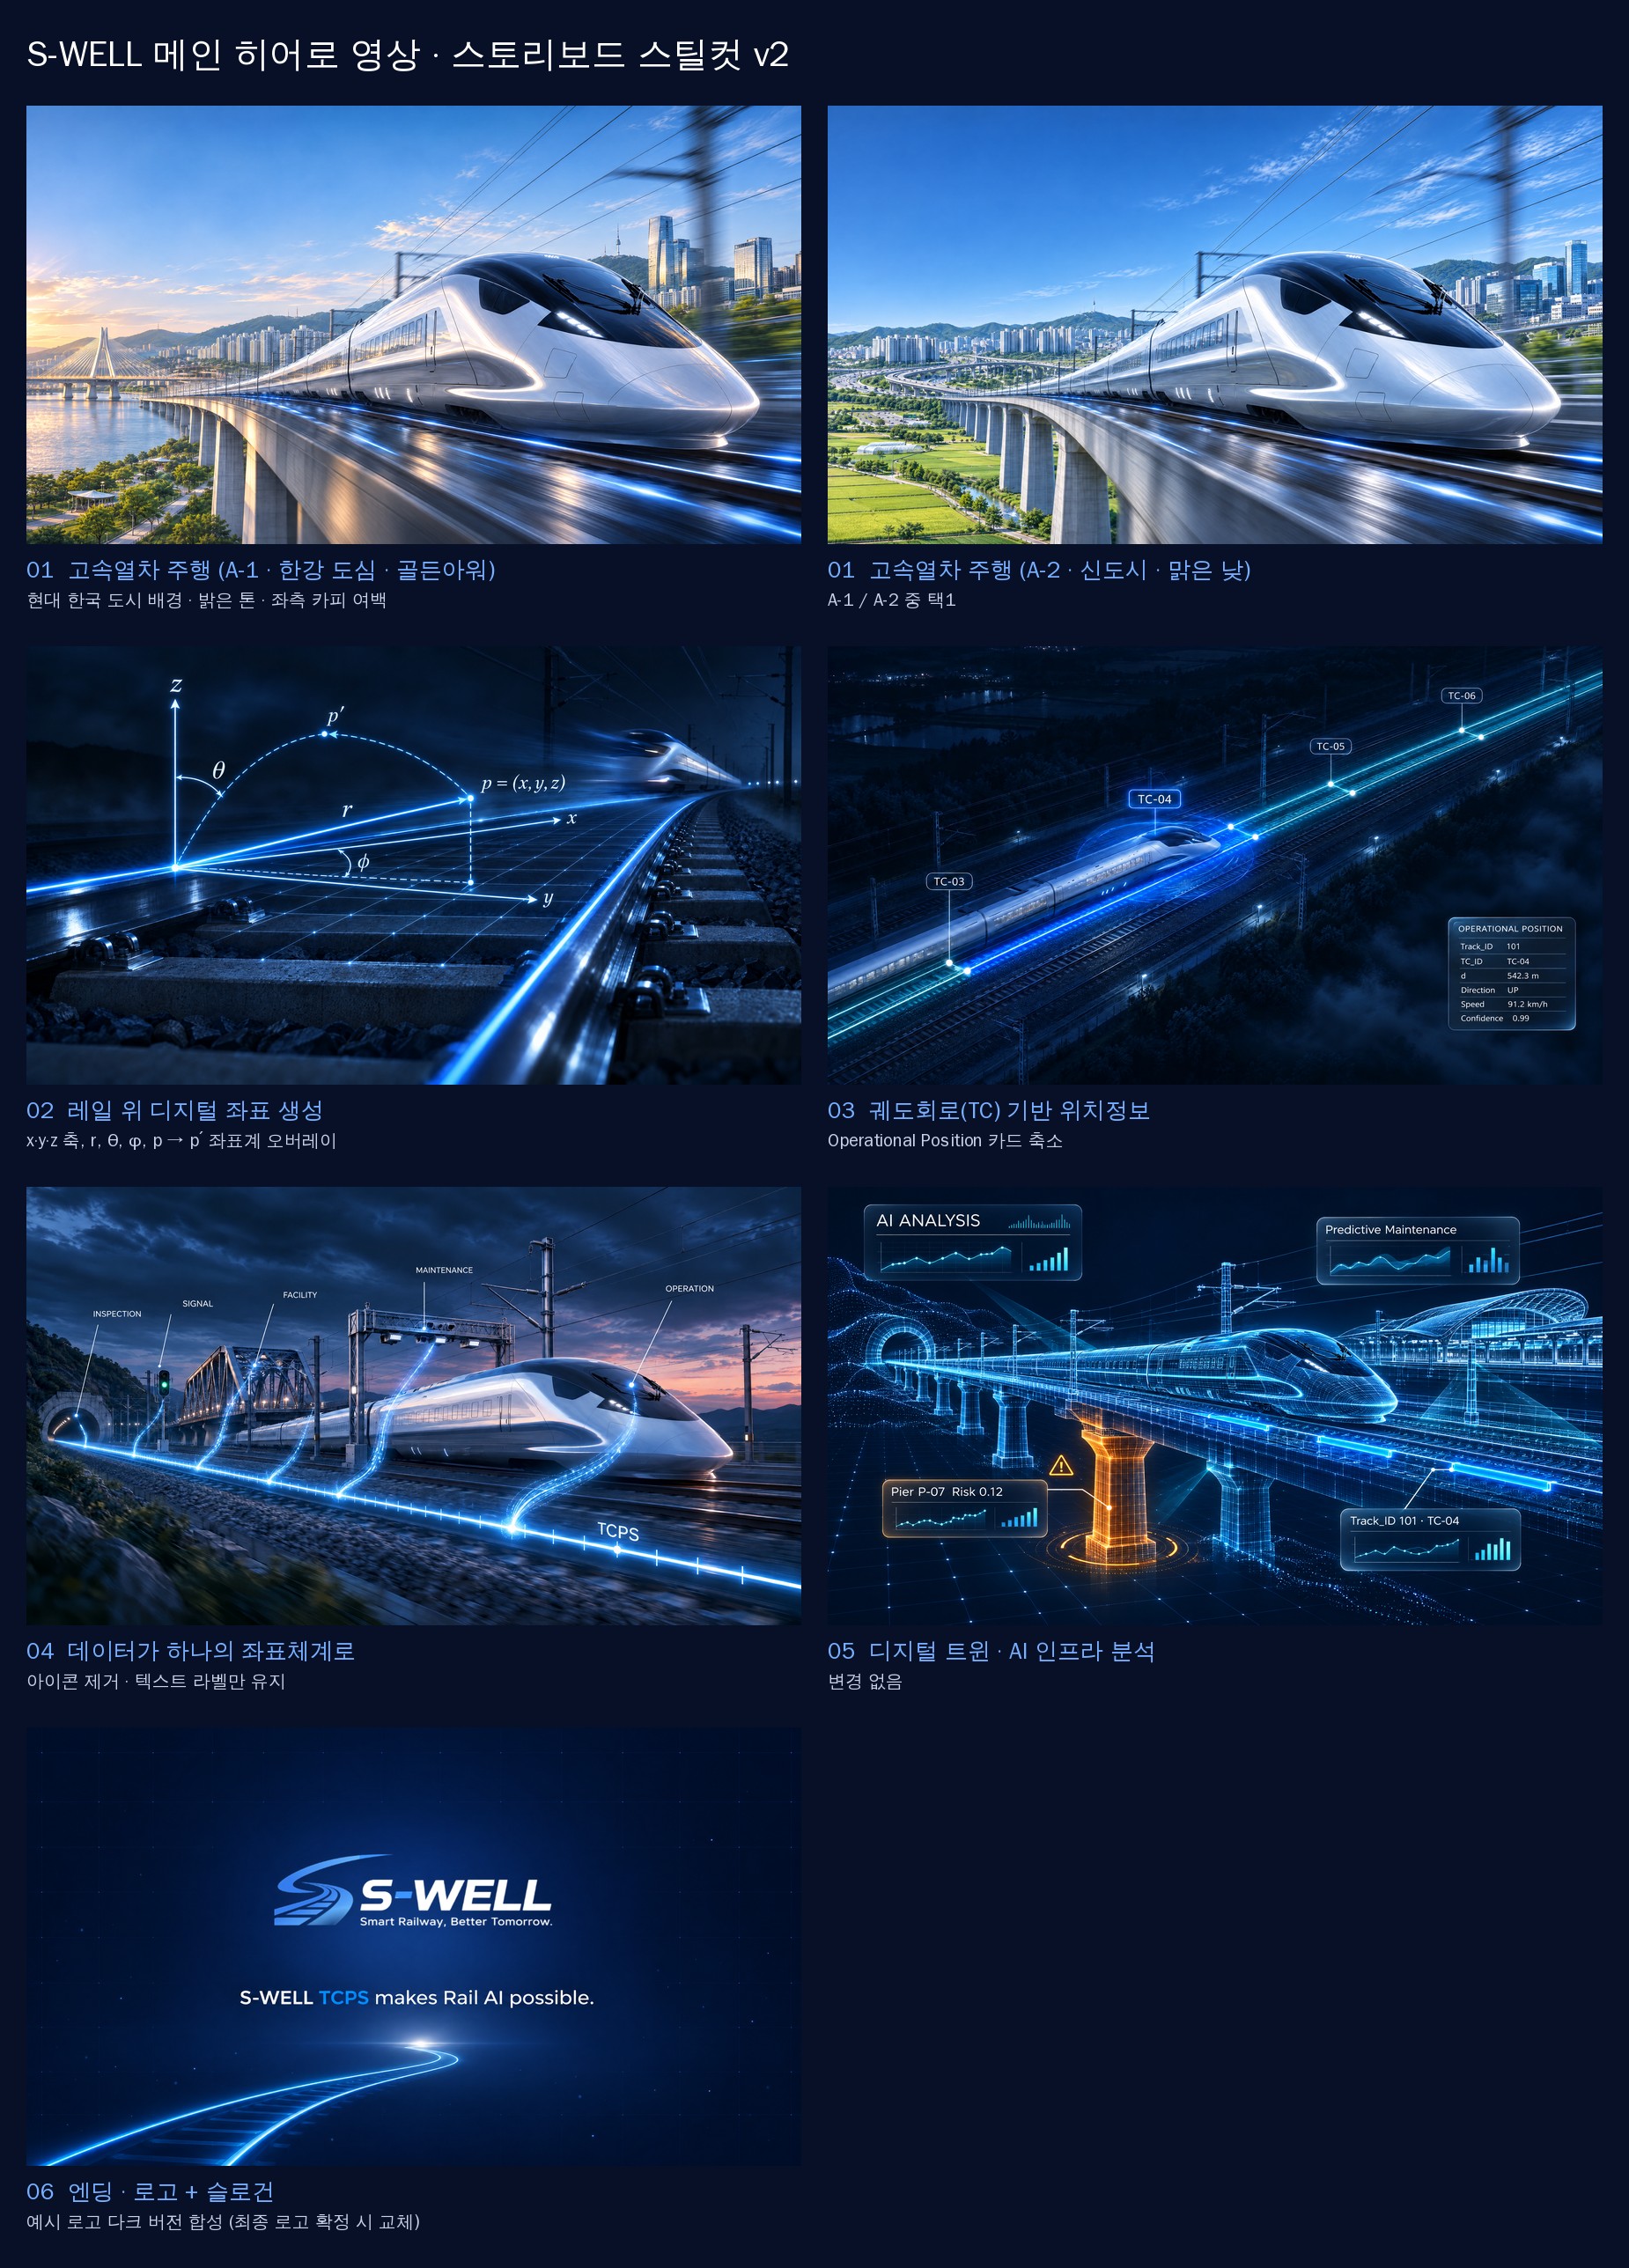 S-WELL 메인 히어로 영상 · 스토리보드 스틸컷 v2
01 고속열차 주행 (A-1 · 한강 도심 · 골든아워)
현대 한국 도시 배경 · 밝은 톤 · 좌측 카피 여백
01 고속열차 주행 (A-2 · 신도시 · 맑은 낮)
A-1 / A-2 중 택1
z
p′
θ
p = (x, y, z)
r
x
ϕ
y
02 레일 위 디지털 좌표 생성
x·y·z 축, r, θ, φ, p → p′ 좌표계 오버레이
TC-06
TC-05
TC-04
TC-03
OPERATIONAL POSITION
Track_ID 101
TC_ID TC-04
d 542.3 m
Direction UP
Speed 91.2 km/h
Confidence 0.99
03 궤도회로(TC) 기반 위치정보
Operational Position 카드 축소
INSPECTION
SIGNAL
FACILITY
MAINTENANCE
OPERATION
TCPS
04 데이터가 하나의 좌표체계로
아이콘 제거 · 텍스트 라벨만 유지
AI ANALYSIS
Predictive Maintenance
Pier P-07 Risk 0.12
Track_ID 101 · TC-04
05 디지털 트윈 · AI 인프라 분석
변경 없음
S-WELL
Smart Railway, Better Tomorrow.
S-WELL TCPS makes Rail AI possible.
06 엔딩 · 로고 + 슬로건
예시 로고 다크 버전 합성 (최종 로고 확정 시 교체)